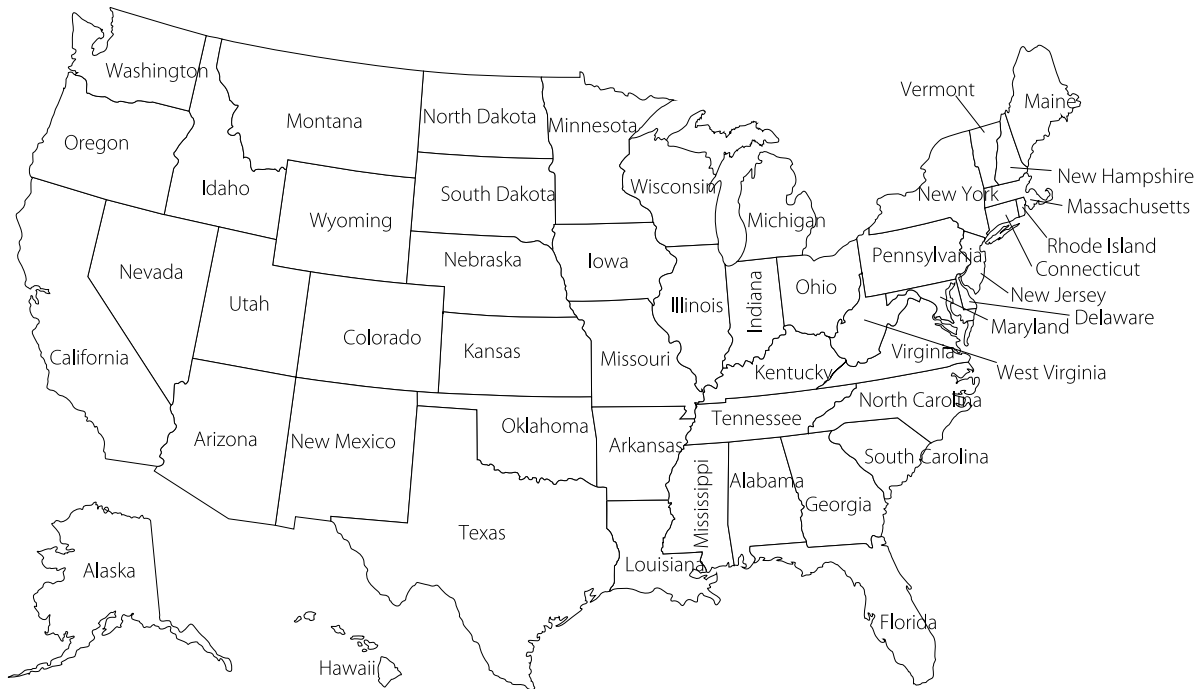 Washington
Oregon
Idaho
Montana
North Dakota
Minnesota
Wyoming
South Dakota
Wisconsin
Michigan
Vermont
Maine
New Hampshire
New York
Massachusetts
Rhode Island
Connecticut
Pennsylvania
New Jersey
Delaware
Maryland
Nevada
Utah
Nebraska
Iowa
Illinois
Indiana
Ohio
California
Colorado
Kansas
Missouri
Kentucky
Virginia
West Virginia
Arizona
New Mexico
Oklahoma
Arkansas
Tennessee
North Carolina
South Carolina
Mississippi
Alabama
Georgia
Texas
Louisiana
Florida
Alaska
Hawaii